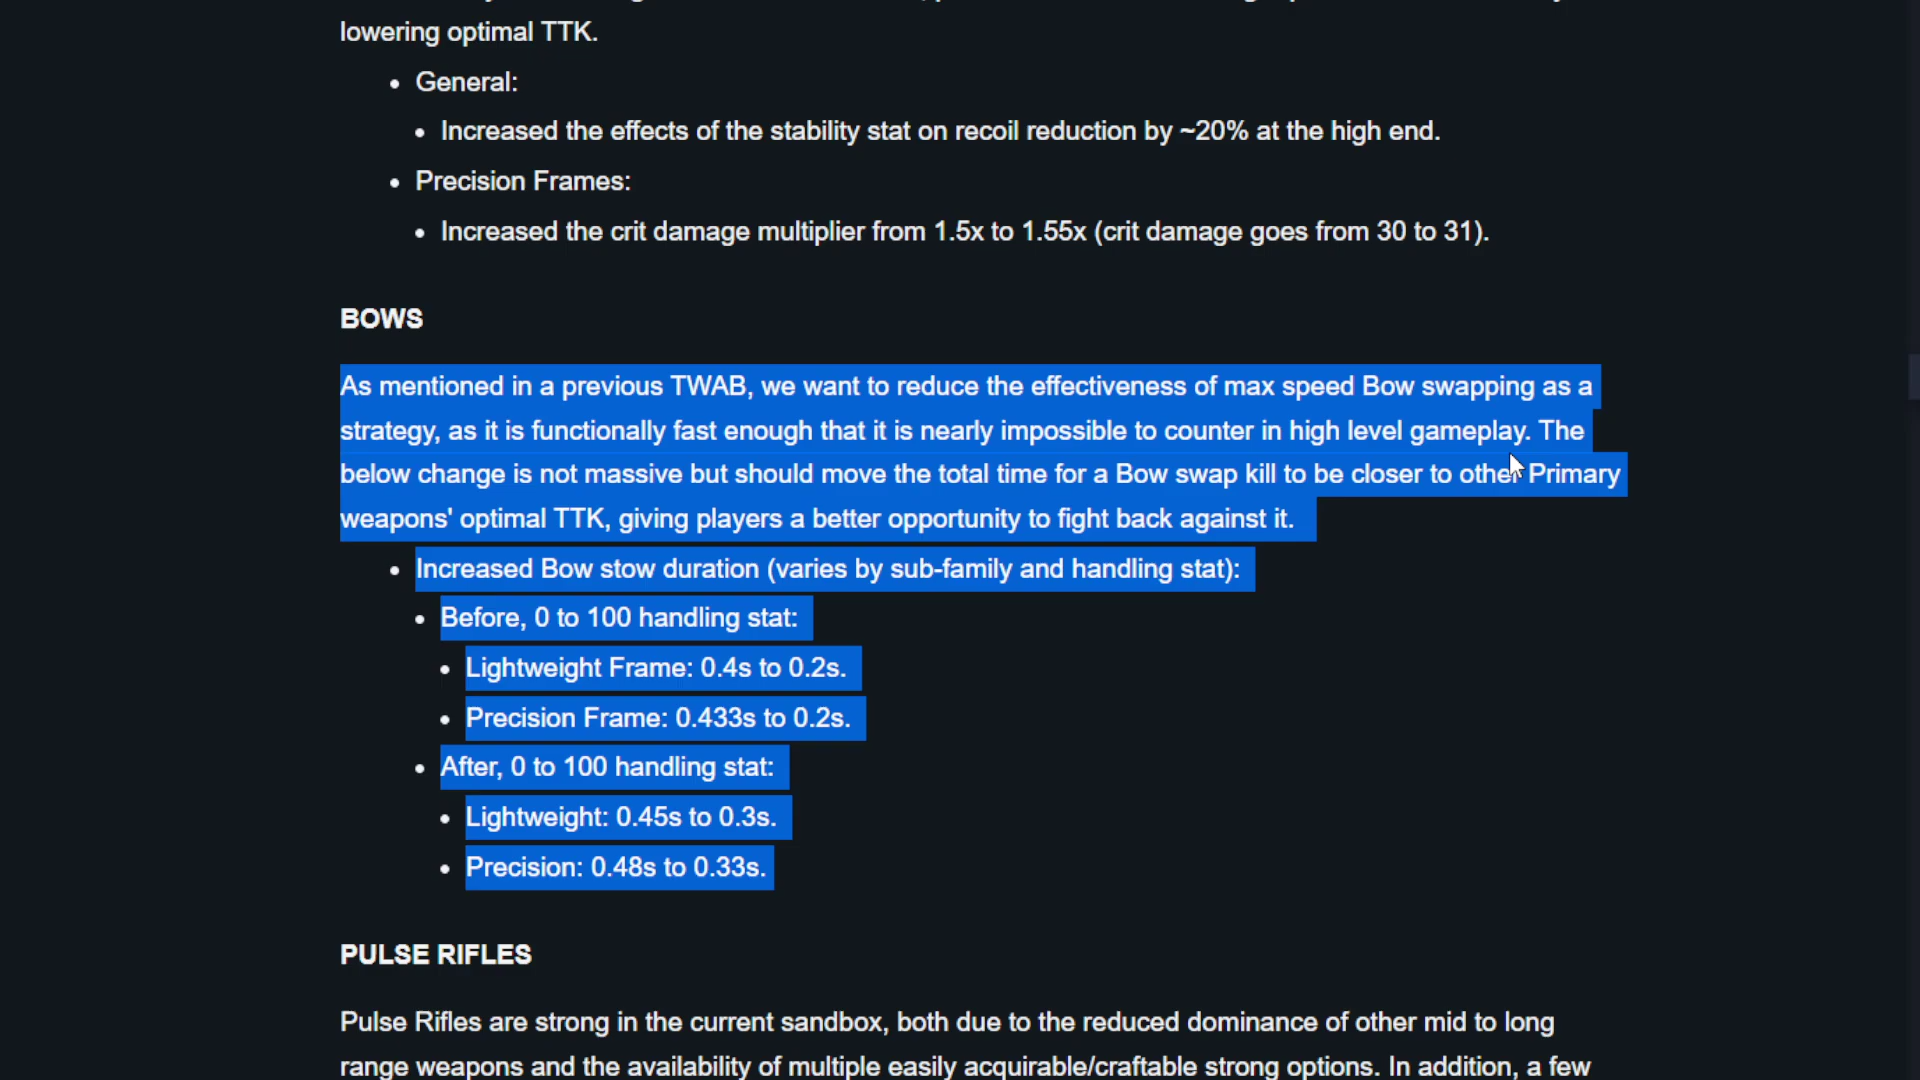 lowering optimal TTK.
• General:
• Increased the effects of the stability stat on recoil reduction by ~20% at the high end.
• Precision Frames:
• Increased the crit damage multiplier from 1.5x to 1.55x (crit damage goes from 30 to 31).
BOWS
As mentioned in a previous TWAB, we want to reduce the effectiveness of max speed Bow swapping as a
strategy, as it is functionally fast enough that it is nearly impossible to counter in high level gameplay. The
below change is not massive but should move the total time for a Bow swap kill to be closer to other Primary
weapons' optimal TTK, giving players a better opportunity to fight back against it.
• Increased Bow stow duration (varies by sub-family and handling stat):
• Before, 0 to 100 handling stat:
• Lightweight Frame: 0.4s to 0.2s.
• Precision Frame: 0.433s to 0.2s.
• After, 0 to 100 handling stat:
• Lightweight: 0.45s to 0.3s.
• Precision: 0.48s to 0.33s.
PULSE RIFLES
Pulse Rifles are strong in the current sandbox, both due to the reduced dominance of other mid to long
range weapons and the availability of multiple easily acquirable/craftable strong options. In addition, a few